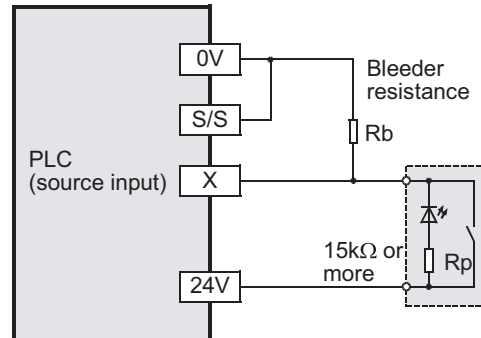 0V
S/S
X
24V
PLC
(source input)
Bleeder
resistance
Rb
15kΩ or
more
Rp